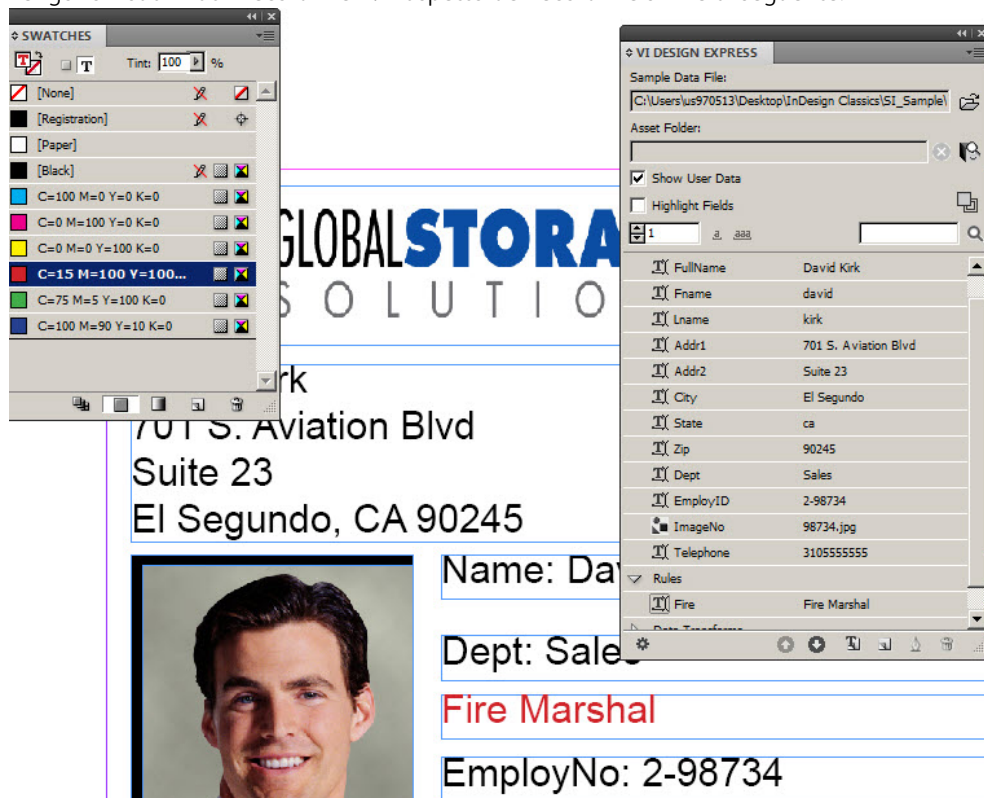 SWATCHES
Tint: 100 %
[None]
[Registration]
[Paper]
[Black]
C=100 M=0 Y=0 K=0
C=0 M=100 Y=0 K=0
C=0 M=0 Y=100 K=0
C=15 M=100 Y=100...
C=75 M=5 Y=100 K=0
C=100 M=90 Y=10 K=0
GLOBALSTORA
S O L U T I O
rk
701 S. Aviation Blvd
Suite 23
El Segundo, CA 90245
Name: Da
Dept: Sales
Fire Marshal
EmployNo: 2-98734
VI DESIGN EXPRESS
Sample Data File:
C:\Users\us970513\Desktop\InDesign Classics\SI_Sample\
Asset Folder:
Show User Data
Highlight Fields
1 a aaa
FullName David Kirk
Fname david
Lname kirk
Addr1 701 S. Aviation Blvd
Addr2 Suite 23
City El Segundo
State ca
Zip 90245
Dept Sales
EmployID 2-98734
ImageNo 98734.jpg
Telephone 3105555555
Rules
Fire Fire Marshal